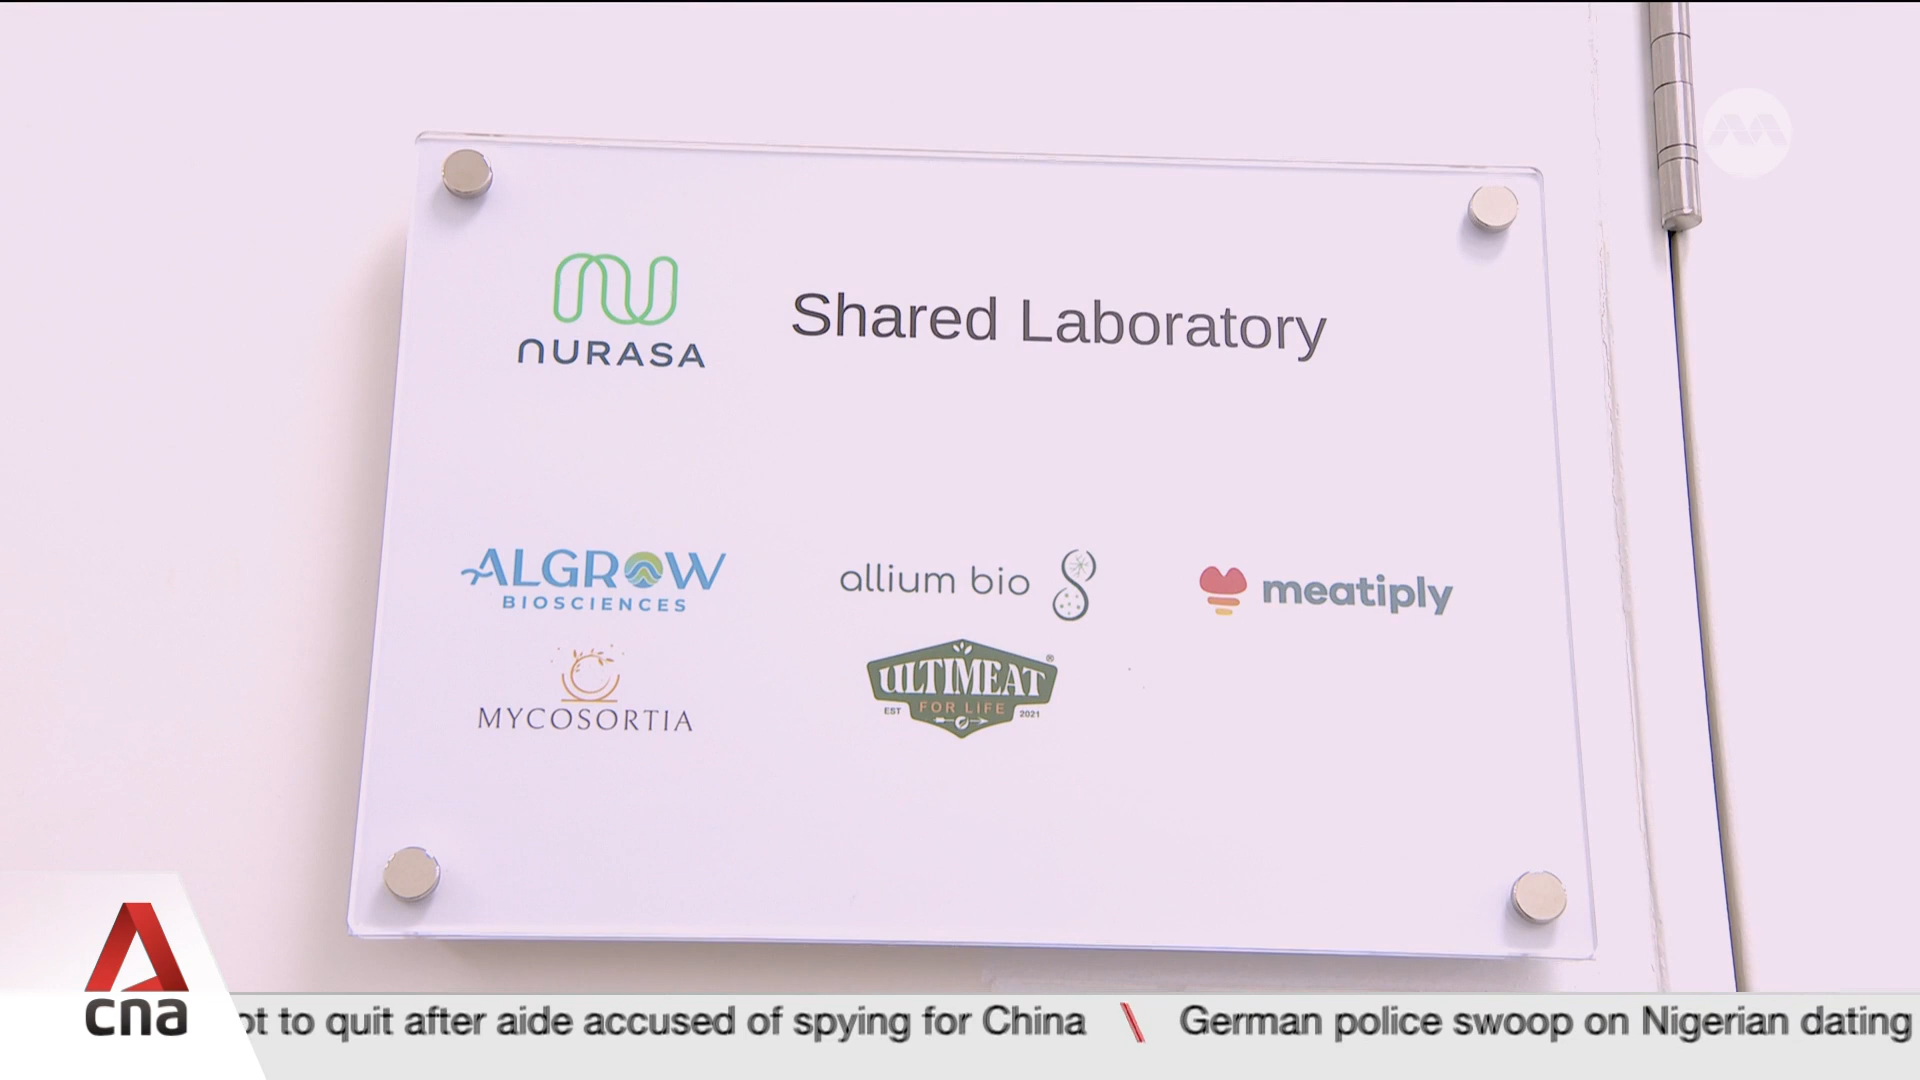 NURASA
Shared Laboratory
ALGROW
BIOSCIENCES
allium bio
meatiply
MYCOSORTIA
ULTIMEAT®
FOR LIFE
EST 2021
cna
ot to quit after aide accused of spying for China \ German police swoop on Nigerian dating